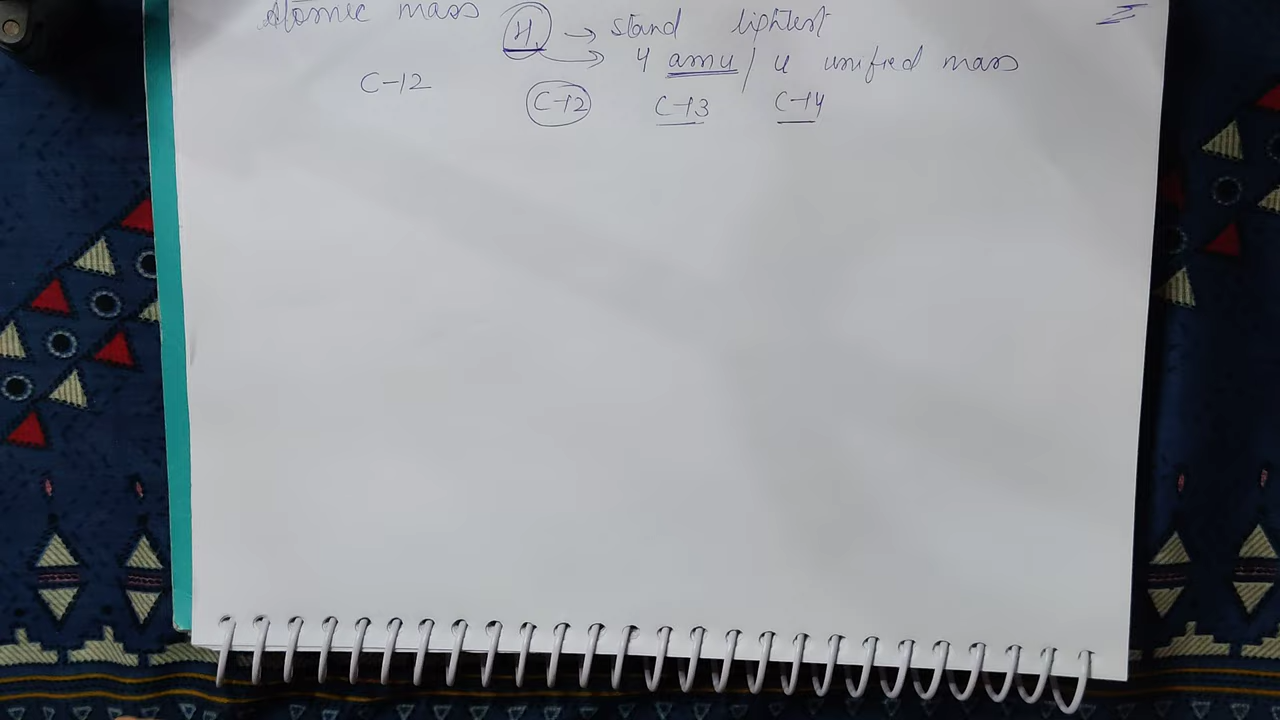 Atomic mass H → stand lightest
→ 4 amu / u unified mass
C-12
C-12 C-13 C-14